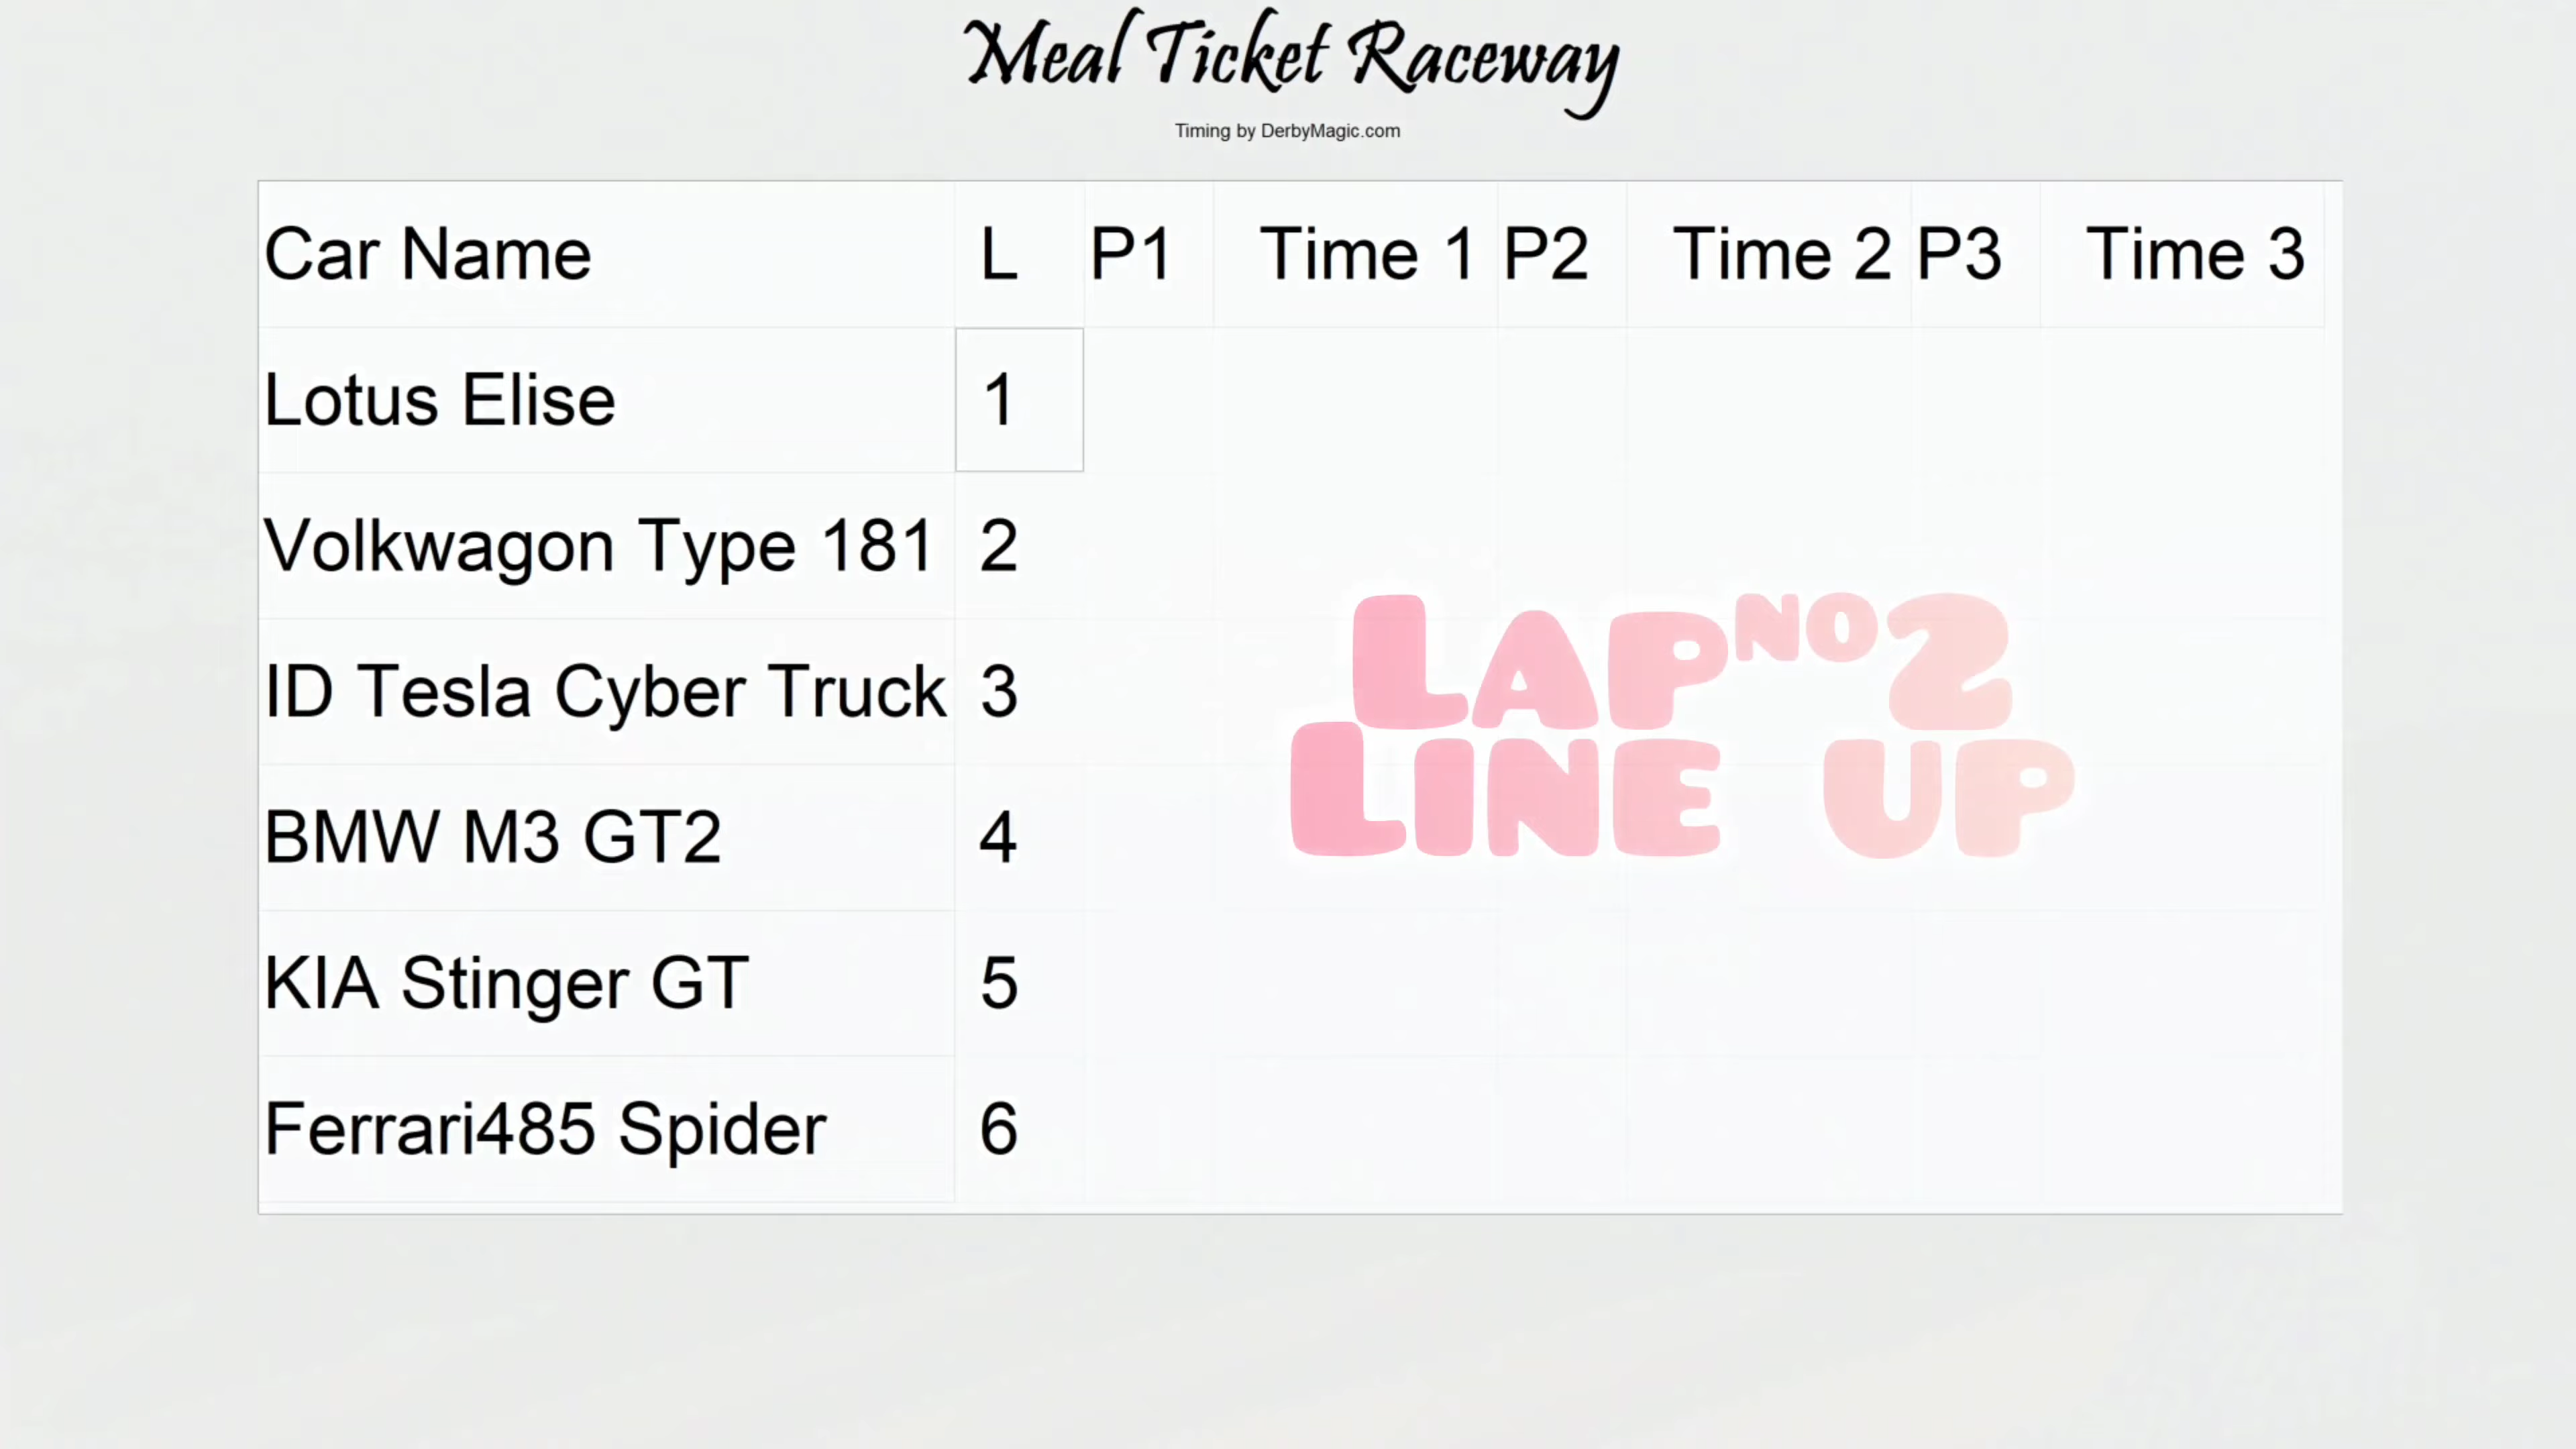 Meal Ticket Raceway
Timing by DerbyMagic.com
Car Name L P1 Time 1 P2 Time 2 P3 Time 3
Lotus Elise 1
Volkwagon Type 181 2
ID Tesla Cyber Truck 3
BMW M3 GT2 4
KIA Stinger GT 5
Ferrari485 Spider 6
LAP NO 2
LINE UP